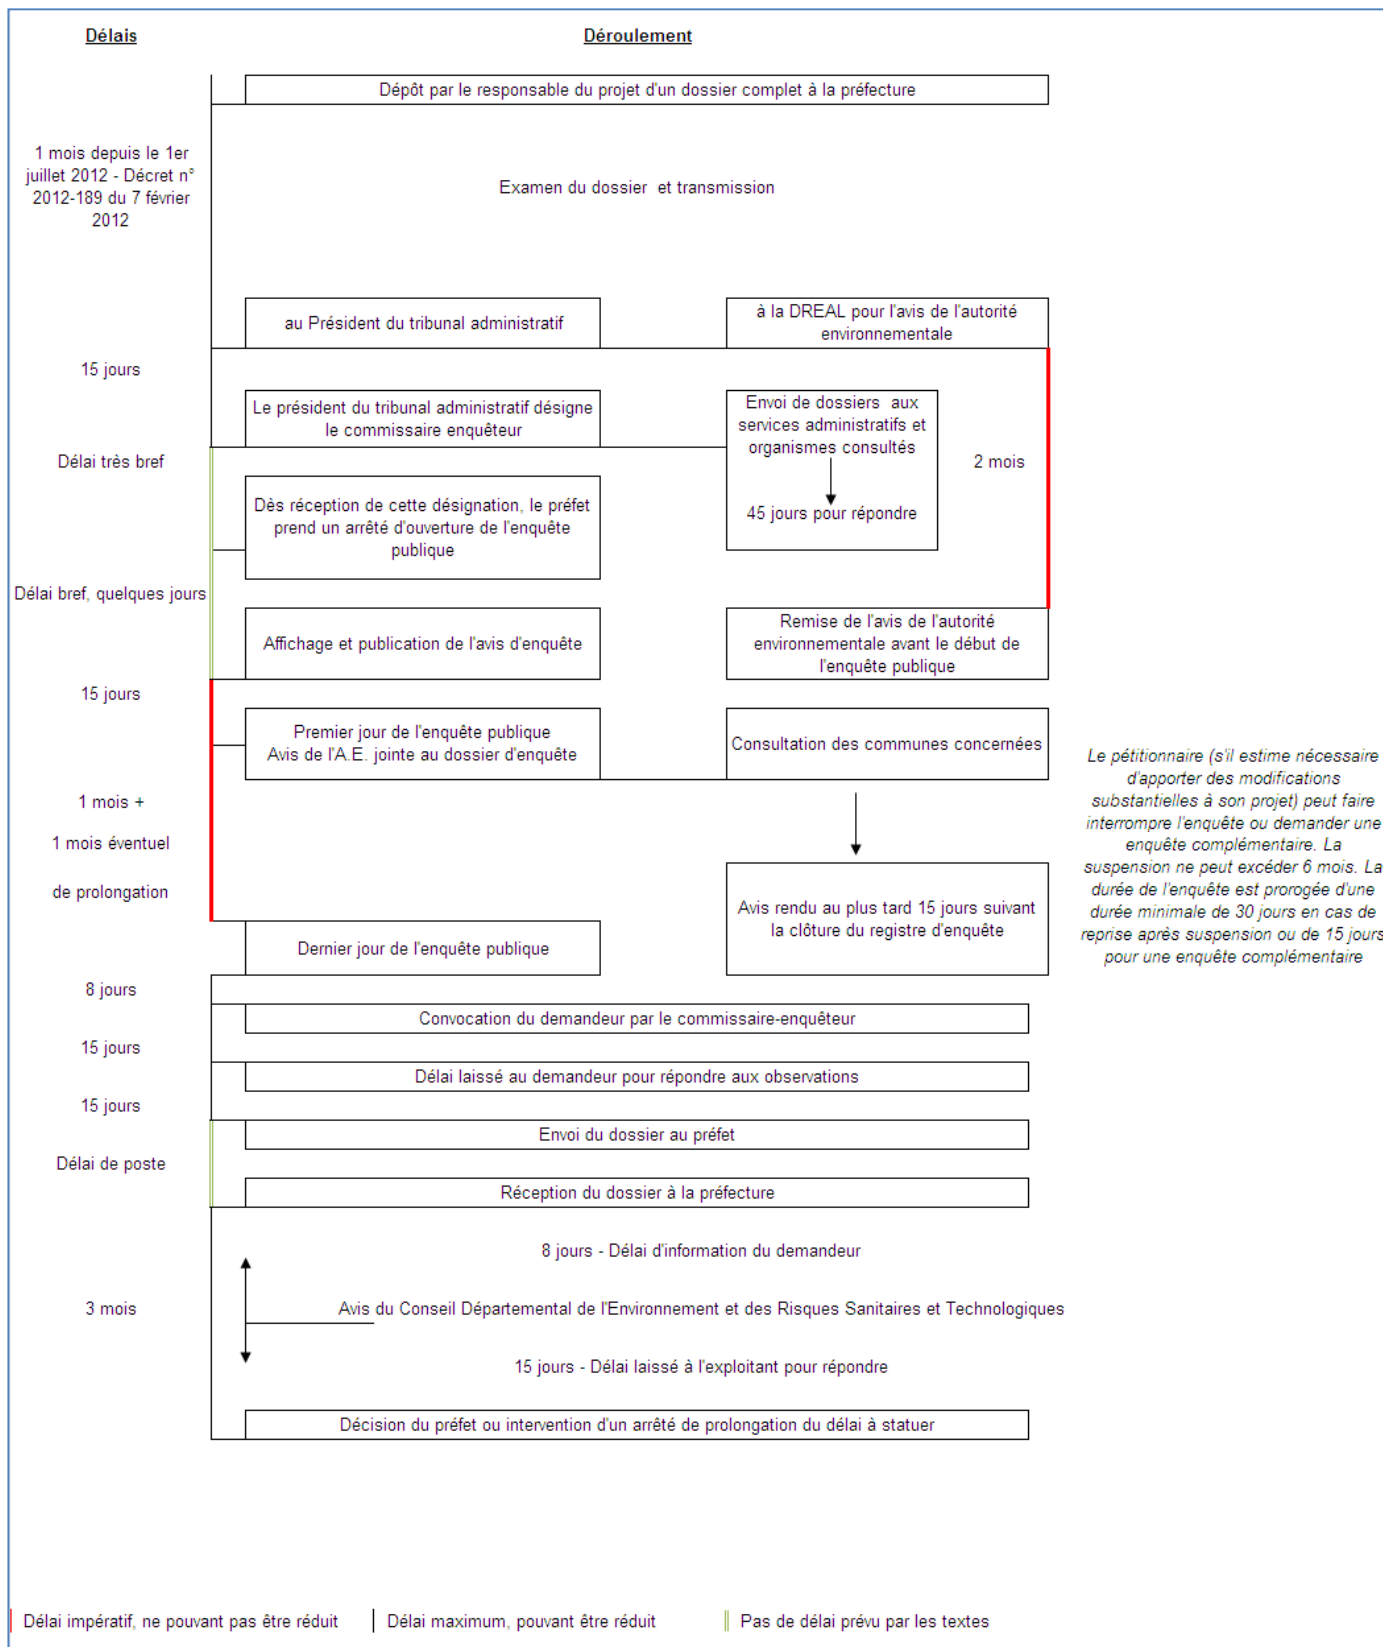 Délais
Déroulement
Dépôt par le responsable du projet d'un dossier complet à la préfecture
1 mois depuis le 1er
juillet 2012 - Décret n°
2012-189 du 7 février
2012
Examen du dossier et transmission
au Président du tribunal administratif
à la DREAL pour l'avis de l'autorité
environnementale
15 jours
Le président du tribunal administratif désigne
le commissaire enquêteur
Envoi de dossiers aux
services administratifs et
organismes consultés
45 jours pour répondre
2 mois
Délai très bref
Dès réception de cette désignation, le préfet
prend un arrêté d'ouverture de l'enquête
publique
Délai bref, quelques jours
Affichage et publication de l'avis d'enquête
Remise de l'avis de l'autorité
environnementale avant le début de
l'enquête publique
15 jours
Premier jour de l'enquête publique
Avis de l'A.E. jointe au dossier d'enquête
Consultation des communes concernées
Le pétitionnaire (s'il estime nécessaire
d'apporter des modifications
substantielles à son projet) peut faire
interrompre l'enquête ou demander une
enquête complémentaire. La
suspension ne peut excéder 6 mois. La
durée de l'enquête est prorogée d'une
durée minimale de 30 jours en cas de
reprise après suspension ou de 15 jours
pour une enquête complémentaire
1 mois +
1 mois éventuel
de prolongation
Avis rendu au plus tard 15 jours suivant
la clôture du registre d'enquête
Dernier jour de l'enquête publique
8 jours
Convocation du demandeur par le commissaire-enquêteur
15 jours
Délai laissé au demandeur pour répondre aux observations
15 jours
Envoi du dossier au préfet
Délai de poste
Réception du dossier à la préfecture
8 jours - Délai d'information du demandeur
3 mois
Avis du Conseil Départemental de l'Environnement et des Risques Sanitaires et Technologiques
15 jours - Délai laissé à l'exploitant pour répondre
Décision du préfet ou intervention d'un arrêté de prolongation du délai à statuer
Délai impératif, ne pouvant pas être réduit
Délai maximum, pouvant être réduit
Pas de délai prévu par les textes